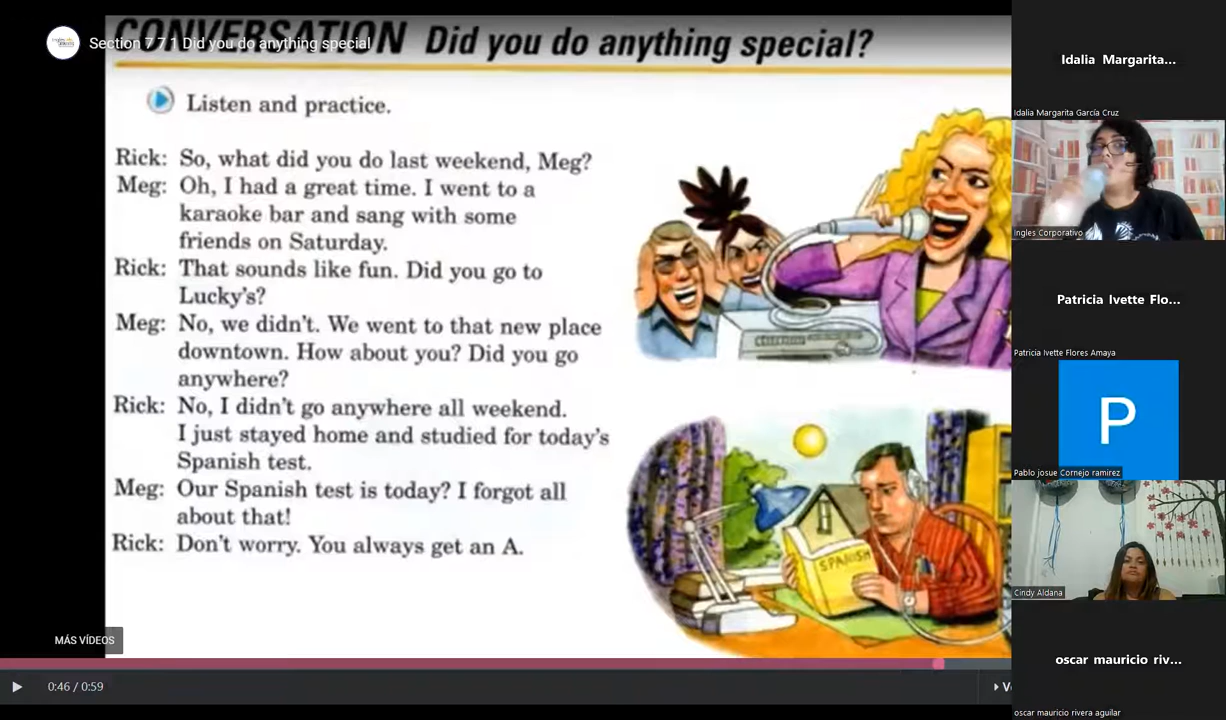 CONVERSATION Did you do anything special?
Section 7 7 1 Did you do anything special
Listen and practice.
Rick: So, what did you do last weekend, Meg?
Meg: Oh, I had a great time. I went to a
karaoke bar and sang with some
friends on Saturday.
Rick: That sounds like fun. Did you go to
Lucky's?
Meg: No, we didn't. We went to that new place
downtown. How about you? Did you go
anywhere?
Rick: No, I didn't go anywhere all weekend.
I just stayed home and studied for today's
Spanish test.
Meg: Our Spanish test is today? I forgot all
about that!
Rick: Don't worry. You always get an A.
SPANISH
MÁS VÍDEOS
0:46 / 0:59
Idalia Margarita...
Idalia Margarita García Cruz
Ingles Corporativo
Patricia Ivette Flo...
Patricia Ivette Flores Amaya
P
Pablo josue Cornejo ramirez
Cindy Aldana
oscar mauricio riv...
oscar mauricio rivera aguilar